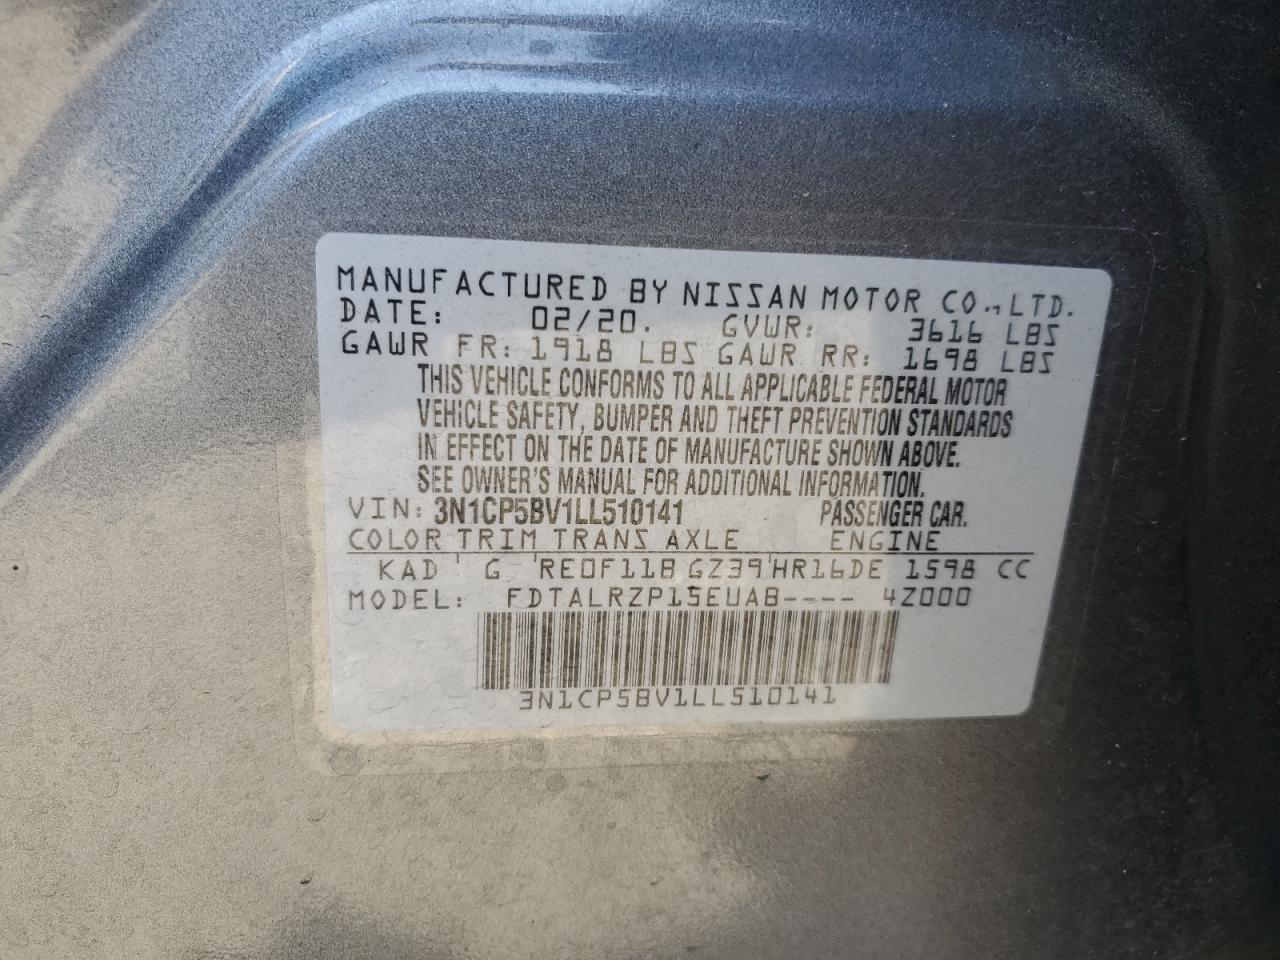 MANUFACTURED BY NISSAN MOTOR CO.,LTD.
DATE: 02/20. GVWR: 3616 LBS
GAWR FR: 1918 LBS GAWR RR: 1698 LBS
THIS VEHICLE CONFORMS TO ALL APPLICABLE FEDERAL MOTOR
VEHICLE SAFETY, BUMPER AND THEFT PREVENTION STANDARDS
IN EFFECT ON THE DATE OF MANUFACTURE SHOWN ABOVE.
SEE OWNER'S MANUAL FOR ADDITIONAL INFORMATION.
VIN: 3N1CP5BV1LL510141 PASSENGER CAR.
COLOR TRIM TRANS AXLE ENGINE
KAD ' G 'RE0F11B GZ39'HR16DE 1598 CC
MODEL: FDTALRZP15EUAB---- 4Z000
3N1CP5BV1LL510141